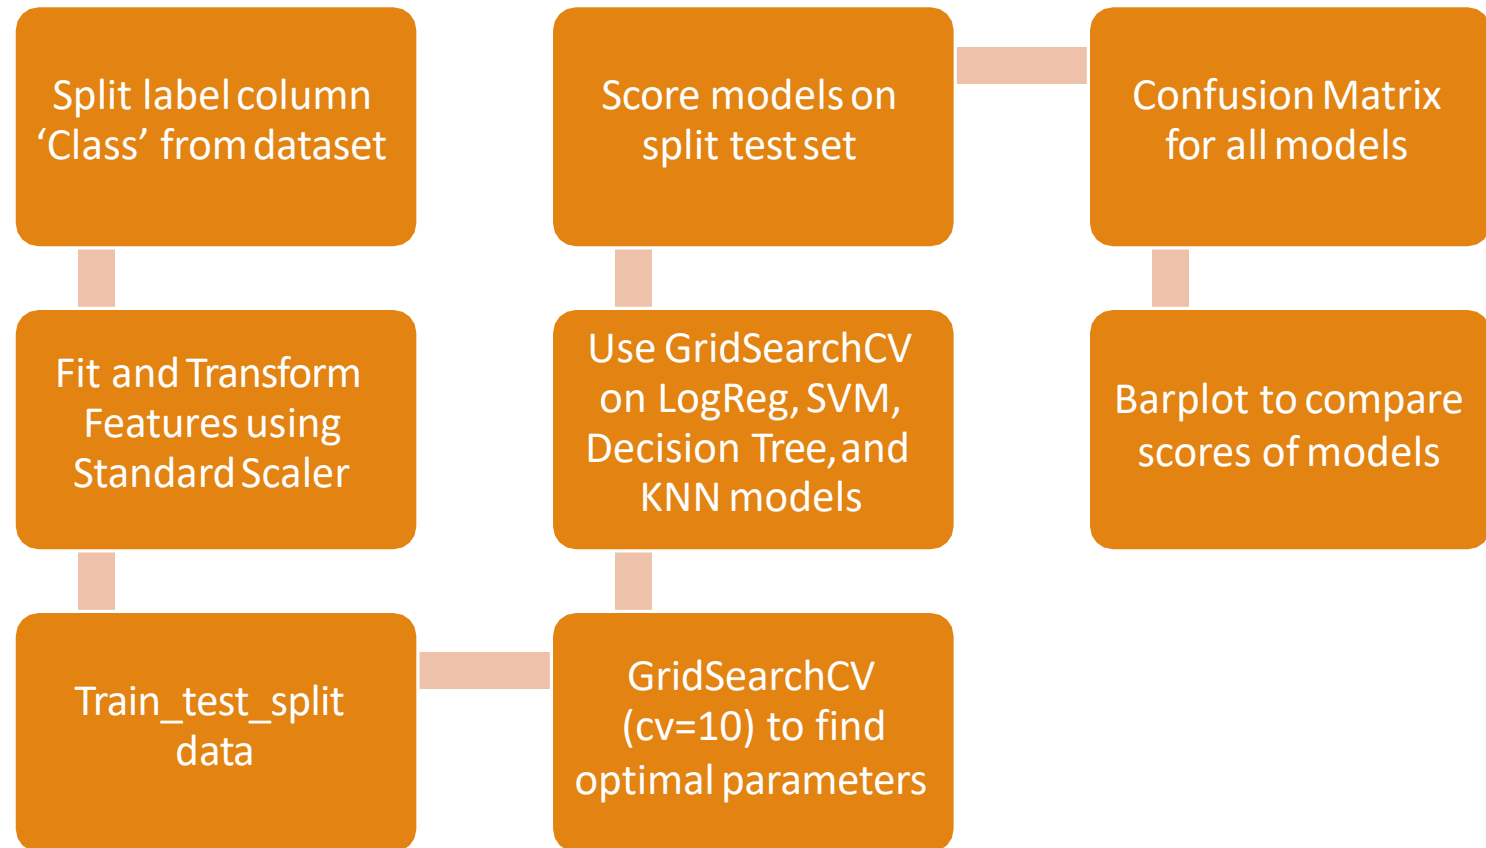 Split label column
‘Class’ from dataset
Fit and Transform
Features using
Standard Scaler
Train_test_split
data
GridSearchCV
(cv=10) to find
optimal parameters
Use GridSearchCV
on LogReg, SVM,
Decision Tree, and
KNN models
Score models on
split test set
Confusion Matrix
for all models
Barplot to compare
scores of models